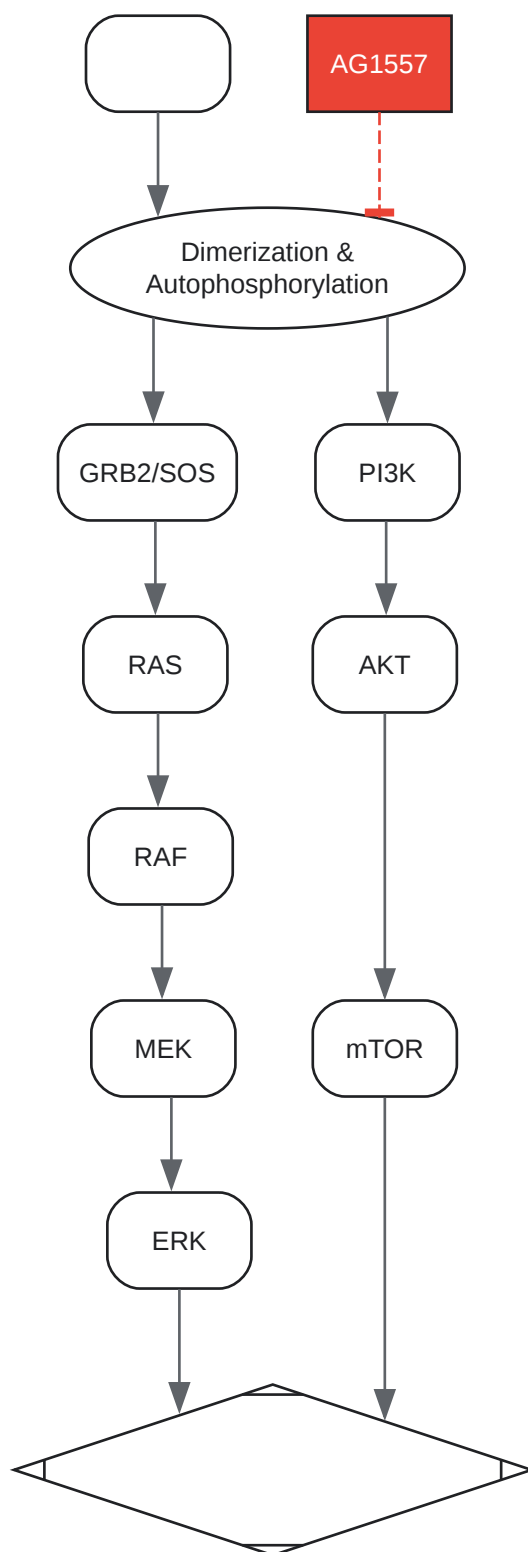 AG1557
Dimerization &
Autophosphorylation
GRB2/SOS
PI3K
RAS
AKT
RAF
MEK
mTOR
ERK